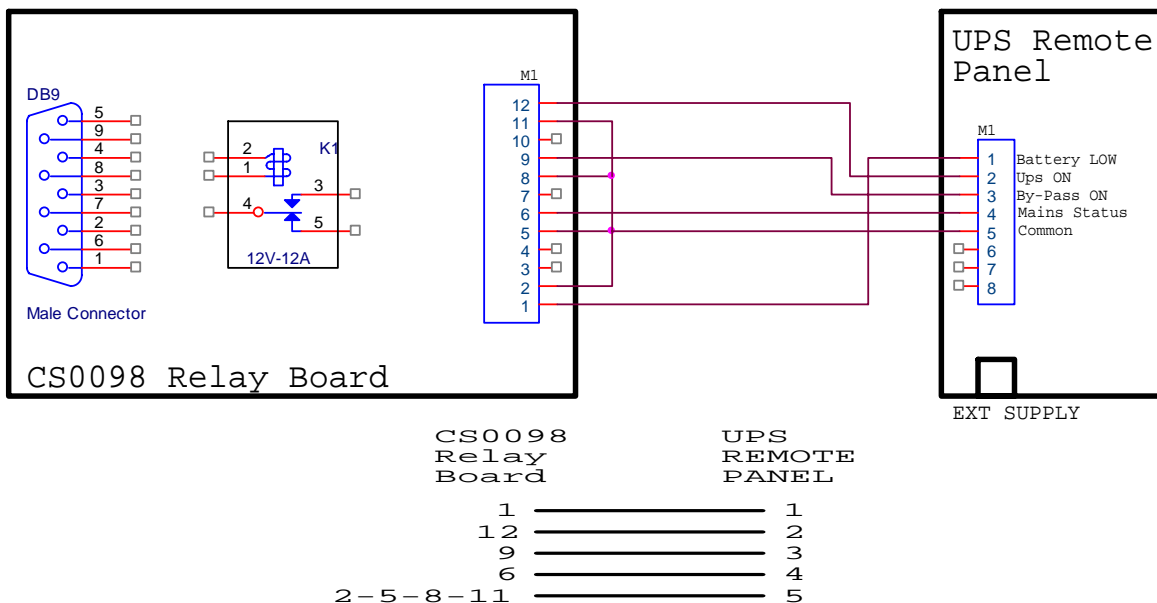 DB9
5
9
4
8
3
7
2
6
1
Male Connector
2
1
K1
3
4
5
12V-12A
M1
12
11
10
9
8
7
6
5
4
3
2
1
CS0098 Relay Board
UPS Remote
Panel
M1
1 Battery LOW
2 Ups ON
3 By-Pass ON
4 Mains Status
5 Common
6
7
8
EXT SUPPLY
CS0098
Relay
Board
UPS
REMOTE
PANEL
1 1
12 2
9 3
6 4
2-5-8-11 5